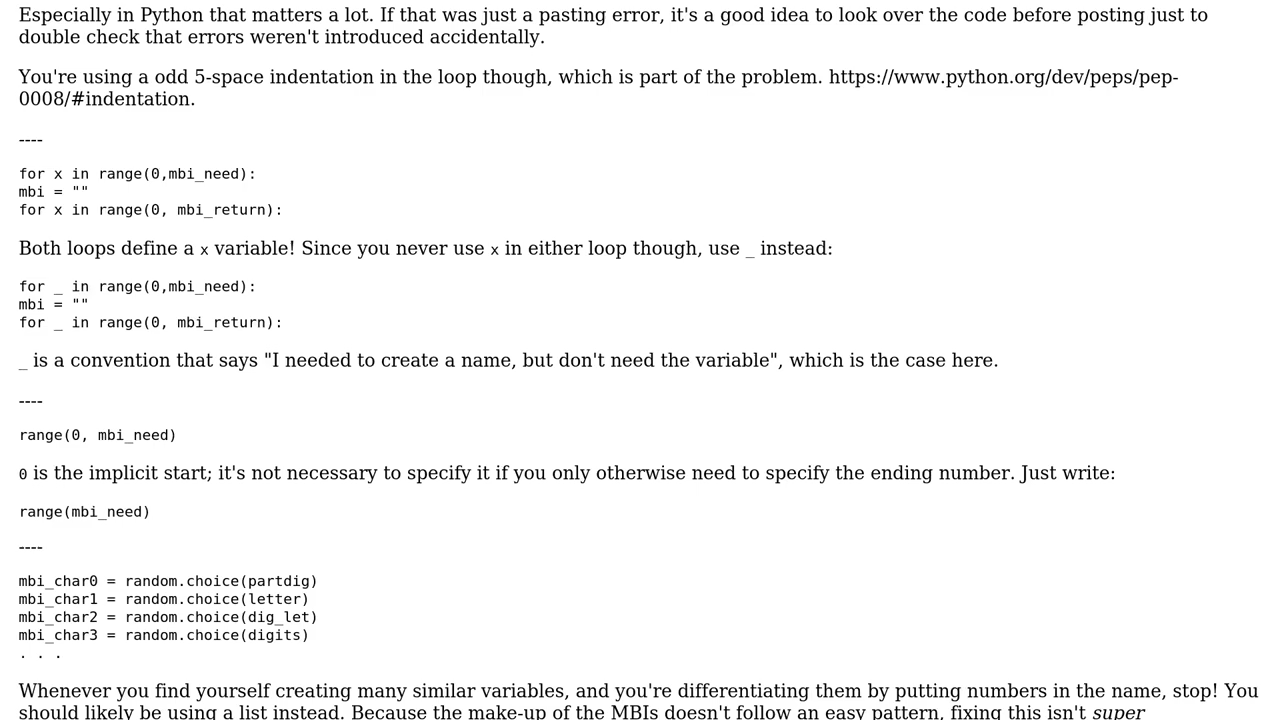 Especially in Python that matters a lot. If that was just a pasting error, it's a good idea to look over the code before posting just to
double check that errors weren't introduced accidentally.
You're using a odd 5-space indentation in the loop though, which is part of the problem. https://www.python.org/dev/peps/pep-
0008/#indentation.
----
for x in range(0,mbi_need):
mbi = ""
for x in range(0, mbi_return):
Both loops define a x variable! Since you never use x in either loop though, use _ instead:
for _ in range(0,mbi_need):
mbi = ""
for _ in range(0, mbi_return):
_ is a convention that says "I needed to create a name, but don't need the variable", which is the case here.
----
range(0, mbi_need)
0 is the implicit start; it's not necessary to specify it if you only otherwise need to specify the ending number. Just write:
range(mbi_need)
----
mbi_char0 = random.choice(partdig)
mbi_char1 = random.choice(letter)
mbi_char2 = random.choice(dig_let)
mbi_char3 = random.choice(digits)
. . .
Whenever you find yourself creating many similar variables, and you're differentiating them by putting numbers in the name, stop! You
should likely be using a list instead. Because the make-up of the MBIs doesn't follow an easy pattern, fixing this isn't super